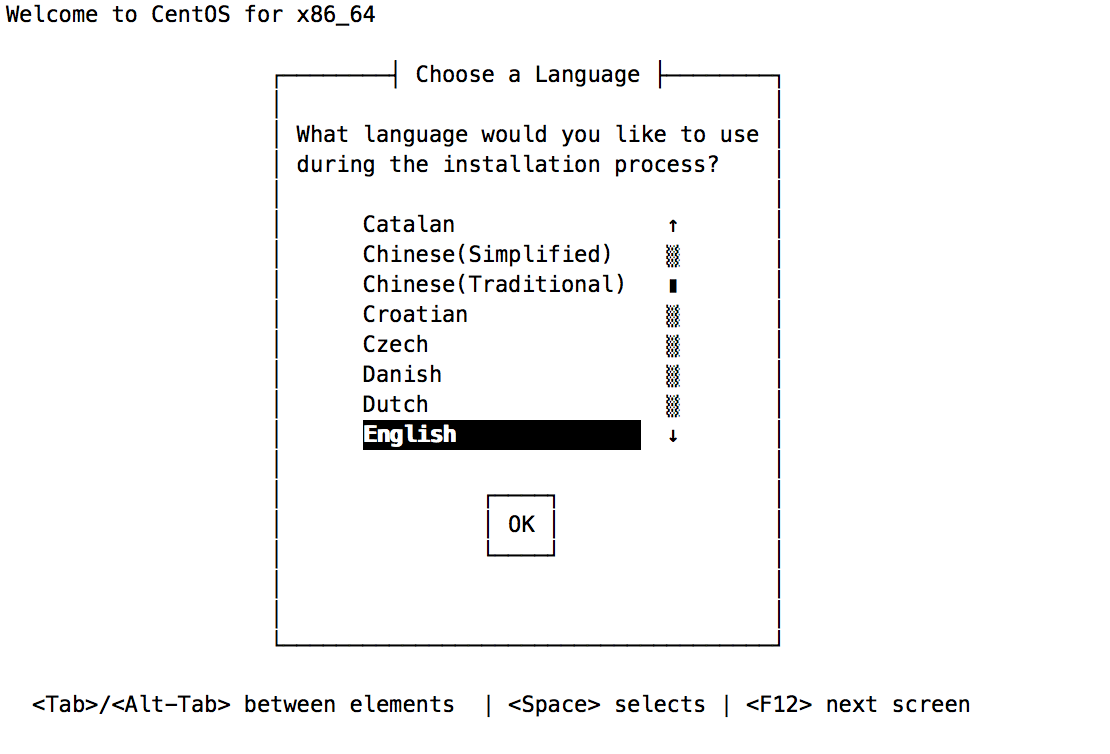 Welcome to CentOS for x86_64
Choose a Language
What language would you like to use
during the installation process?
Catalan ↑
Chinese(Simplified)
Chinese(Traditional)
Croatian
Czech
Danish
Dutch
English ↓
OK
<Tab>/<Alt-Tab> between elements | <Space> selects | <F12> next screen